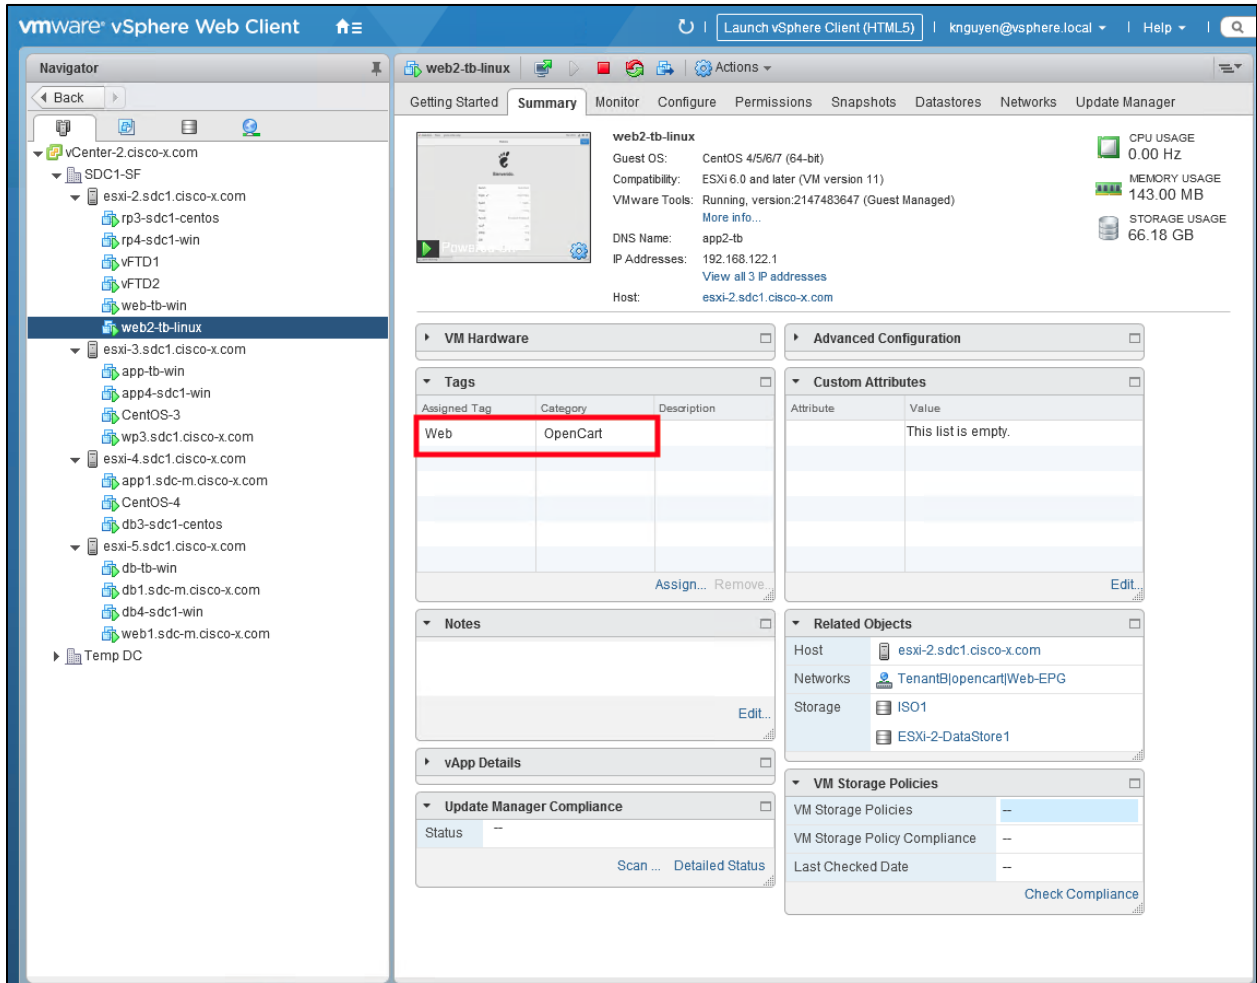 vmware® vSphere Web Client
Launch vSphere Client (HTML5)
knguyen@vsphere.local
Help
Navigator
Back
vCenter-2.cisco-x.com
SDC1-SF
esxi-2.sdc1.cisco-x.com
rp3-sdc1-centos
rp4-sdc1-win
vFTD1
vFTD2
web-tb-win
web2-tb-linux
esxi-3.sdc1.cisco-x.com
app-tb-win
app4-sdc1-win
CentOS-3
wp3.sdc1.cisco-x.com
esxi-4.sdc1.cisco-x.com
app1.sdc-m.cisco-x.com
CentOS-4
db3-sdc1-centos
esxi-5.sdc1.cisco-x.com
db-tb-win
db1.sdc-m.cisco-x.com
db4-sdc1-win
web1.sdc-m.cisco-x.com
Temp DC
web2-tb-linux
Actions
Getting Started Summary Monitor Configure Permissions Snapshots Datastores Networks Update Manager
Powered On
web2-tb-linux
Guest OS: CentOS 4/5/6/7 (64-bit)
Compatibility: ESXi 6.0 and later (VM version 11)
VMware Tools: Running, version:2147483647 (Guest Managed)
More info...
DNS Name: app2-tb
IP Addresses: 192.168.122.1
View all 3 IP addresses
Host: esxi-2.sdc1.cisco-x.com
CPU USAGE
0.00 Hz
MEMORY USAGE
143.00 MB
STORAGE USAGE
66.18 GB
VM Hardware
Tags
Assigned Tag Category Description
Web OpenCart
Assign... Remove...
Notes
Edit...
vApp Details
Update Manager Compliance
Status --
Scan ... Detailed Status
Advanced Configuration
Custom Attributes
Attribute Value
This list is empty.
Edit...
Related Objects
Host esxi-2.sdc1.cisco-x.com
Networks TenantB|opencart|Web-EPG
Storage ISO1
ESXi-2-DataStore1
VM Storage Policies
VM Storage Policies --
VM Storage Policy Compliance --
Last Checked Date --
Check Compliance